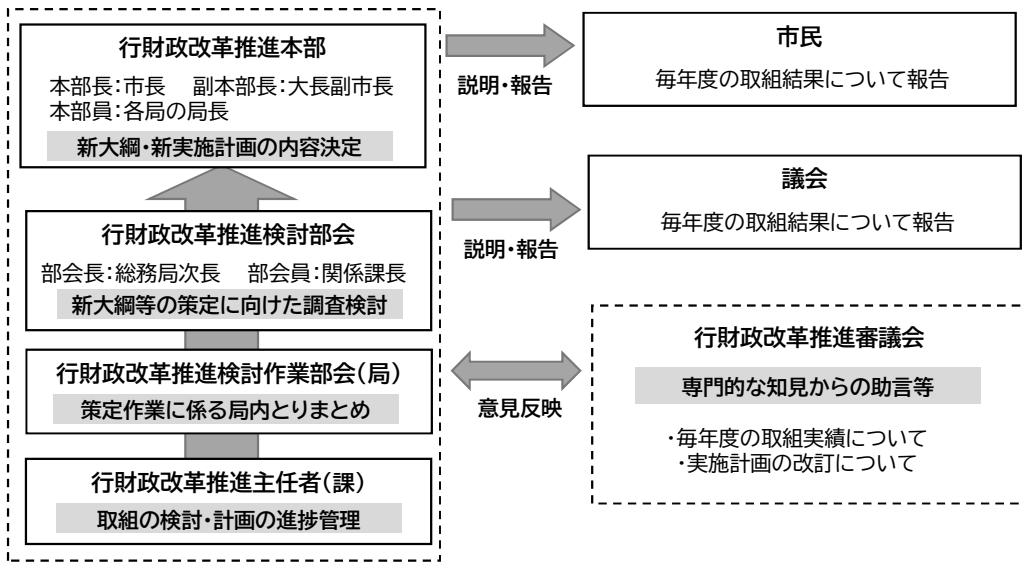 行財政改革推進本部
本部長：市長　副本部長：大長副市長
本部員：各局の局長
新大綱・新実施計画の内容決定
行財政改革推進検討部会
部会長：総務局次長　部会員：関係課長
新大綱等の策定に向けた調査検討
行財政改革推進検討作業部会（局）
策定作業に係る局内とりまとめ
行財政改革推進主任者（課）
取組の検討・計画の進捗管理
説明・報告
市民
毎年度の取組結果について報告
説明・報告
議会
毎年度の取組結果について報告
意見反映
行財政改革推進審議会
専門的な知見からの助言等
・毎年度の取組実績について
・実施計画の改訂について